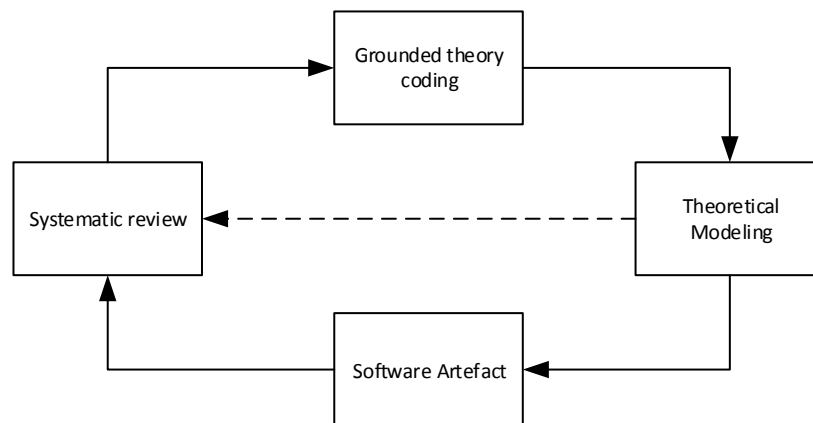 Grounded theory
coding
Systematic review
Theoretical
Modeling
Software Artefact